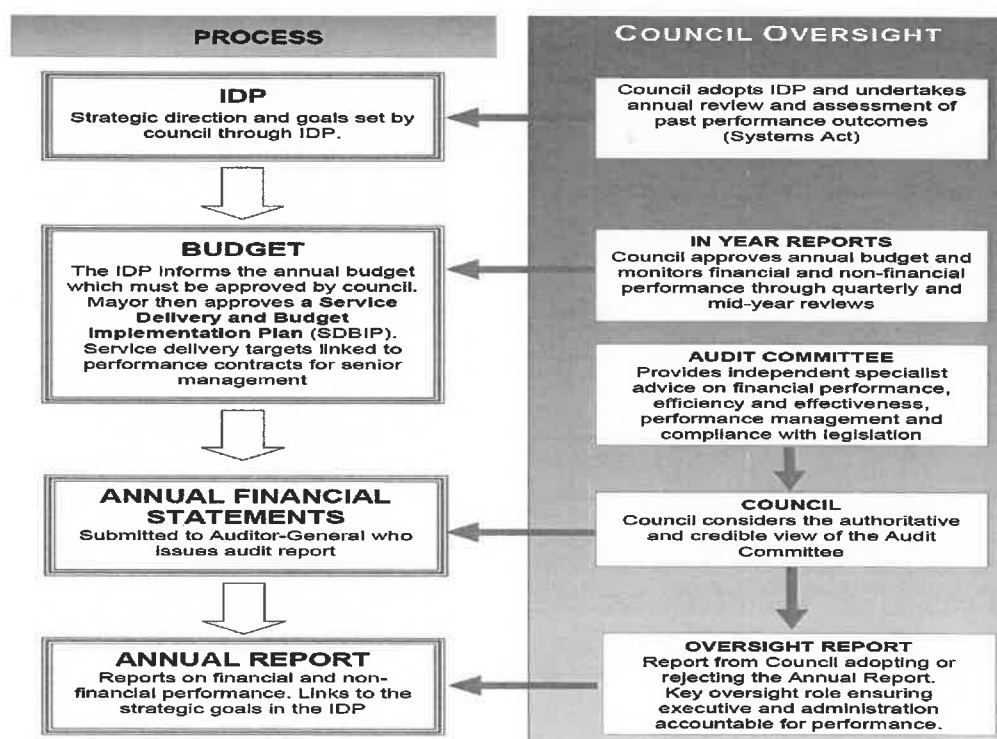 PROCESS
IDP
Strategic direction and goals set by
council through IDP.
BUDGET
The IDP informs the annual budget
which must be approved by council.
Mayor then approves a Service
Delivery and Budget
Implementation Plan (SDBIP).
Service delivery targets linked to
performance contracts for senior
management
ANNUAL FINANCIAL
STATEMENTS
Submitted to Auditor-General who
issues audit report
ANNUAL REPORT
Reports on financial and non-
financial performance. Links to the
strategic goals in the IDP
COUNCIL OVERSIGHT
Council adopts IDP and undertakes
annual review and assessment of
past performance outcomes
(Systems Act)
IN YEAR REPORTS
Council approves annual budget and
monitors financial and non-financial
performance through quarterly and
mid-year reviews
AUDIT COMMITTEE
Provides independent specialist
advice on financial performance,
efficiency and effectiveness,
performance management and
compliance with legislation
COUNCIL
Council considers the authoritative
and credible view of the Audit
Committee
OVERSIGHT REPORT
Report from Council adopting or
rejecting the Annual Report.
Key oversight role ensuring
executive and administration
accountable for performance.